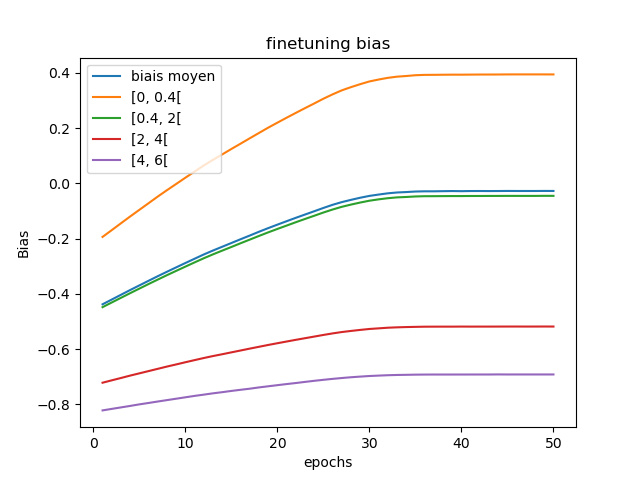 finetuning bias
biais moyen
[0, 0.4[
[0.4, 2[
[2, 4[
[4, 6[
Bias
0.4
0.2
0.0
−0.2
−0.4
−0.6
−0.8
0 10 20 30 40 50
epochs